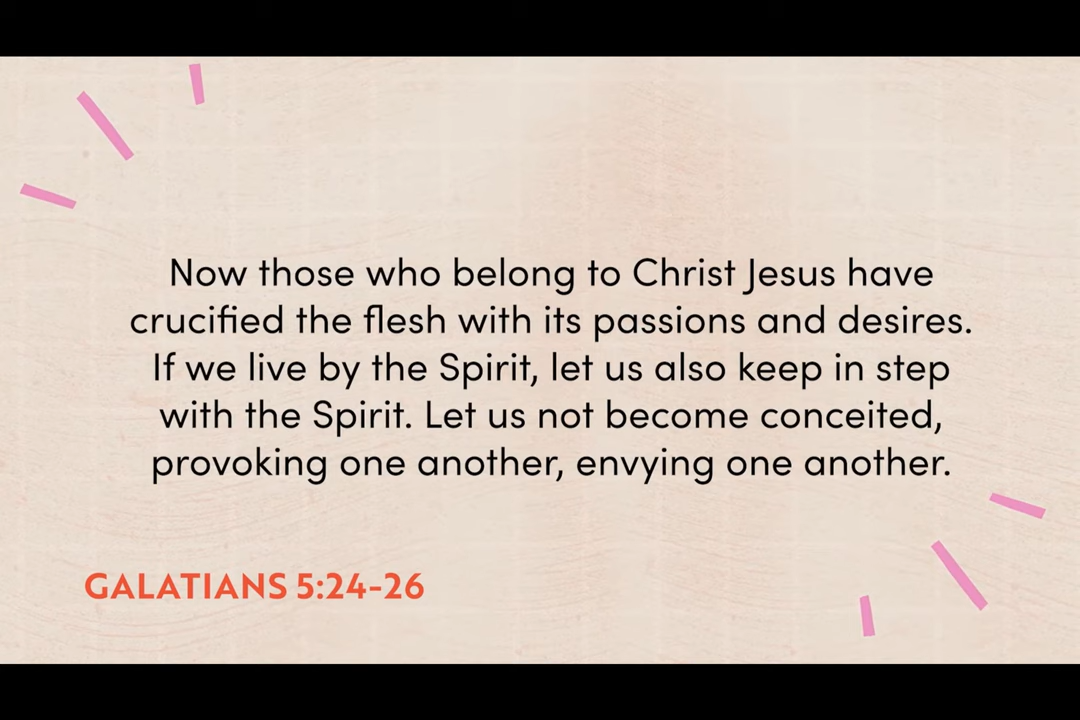 Now those who belong to Christ Jesus have
crucified the flesh with its passions and desires.
If we live by the Spirit, let us also keep in step
with the Spirit. Let us not become conceited,
provoking one another, envying one another.
GALATIANS 5:24-26